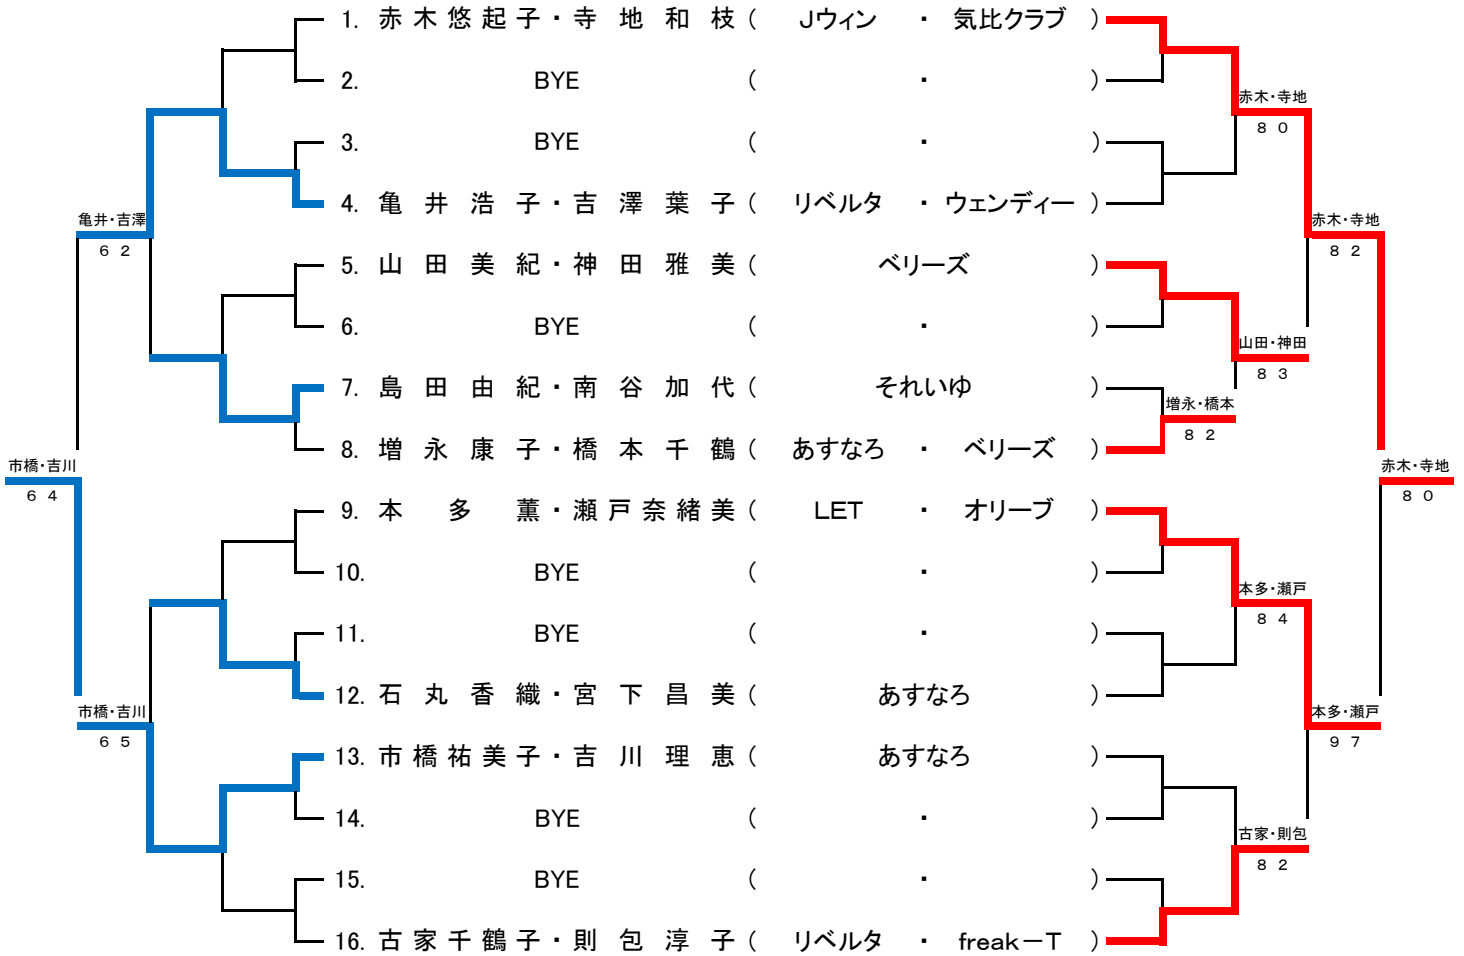 1. 赤木悠起子・寺地和枝 ( Jウィン ・ 気比クラブ )
2. BYE ( ・ )
赤木・寺地
8 0
3. BYE ( ・ )
4. 亀井浩子・吉澤葉子 ( リベルタ ・ ウェンディー )
亀井・吉澤
6 2
赤木・寺地
8 2
5. 山田美紀・神田雅美 ( ベリーズ )
6. BYE ( ・ )
山田・神田
8 3
7. 島田由紀・南谷加代 ( それいゆ )
増永・橋本
8 2
8. 増永康子・橋本千鶴 ( あすなろ ・ ベリーズ )
市橋・吉川
6 4
赤木・寺地
8 0
9. 本多薫・瀬戸奈緒美 ( LET ・ オリーブ )
10. BYE ( ・ )
本多・瀬戸
8 4
11. BYE ( ・ )
12. 石丸香織・宮下昌美 ( あすなろ )
市橋・吉川
6 5
本多・瀬戸
9 7
13. 市橋祐美子・吉川理恵 ( あすなろ )
14. BYE ( ・ )
古家・則包
8 2
15. BYE ( ・ )
16. 古家千鶴子・則包淳子 ( リベルタ ・ freak－T )